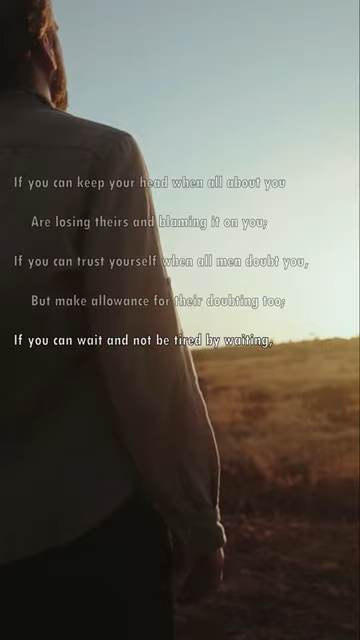 If you can keep your head when all about you
Are losing theirs and blaming it on you;
If you can trust yourself when all men doubt you,
But make allowance for their doubting too;
If you can wait and not be tired by waiting,